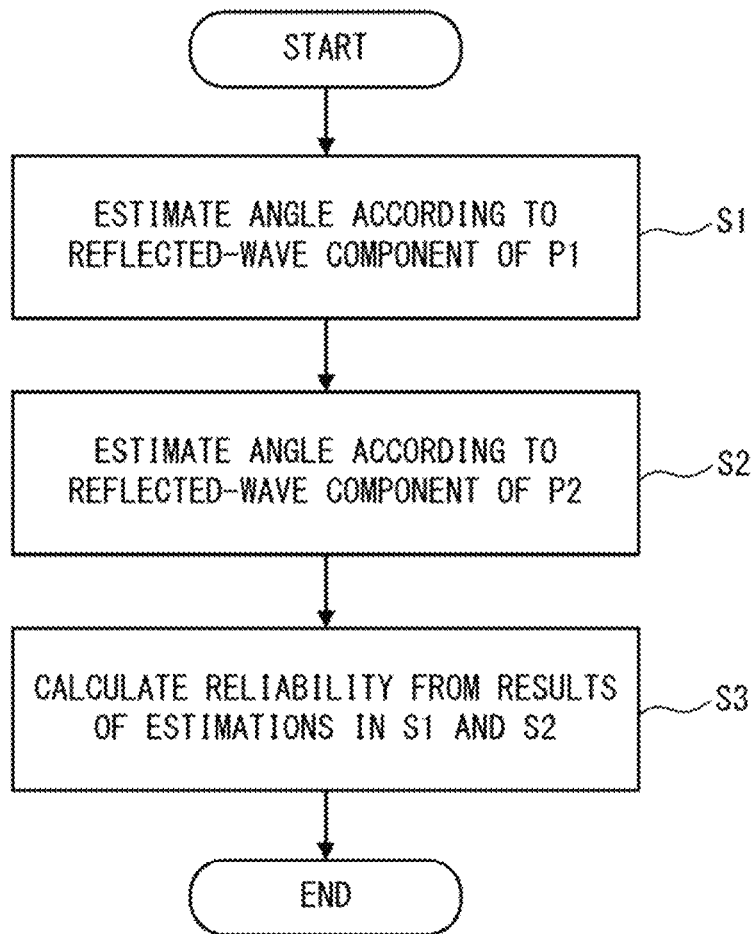 START
ESTIMATE ANGLE ACCORDING TO
REFLECTED-WAVE COMPONENT OF P1
S1
ESTIMATE ANGLE ACCORDING TO
REFLECTED-WAVE COMPONENT OF P2
S2
CALCULATE RELIABILITY FROM RESULTS
OF ESTIMATIONS IN S1 AND S2
S3
END